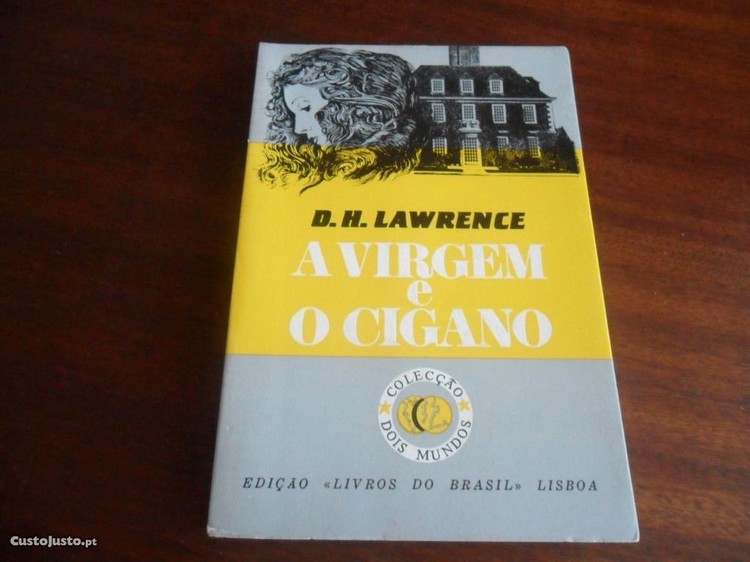 D. H. LAWRENCE
A VIRGEM
e
O CIGANO
COLECÇÃO
DOIS MUNDOS
EDIÇÃO «LIVROS DO BRASIL» LISBOA
CustoJusto.pt